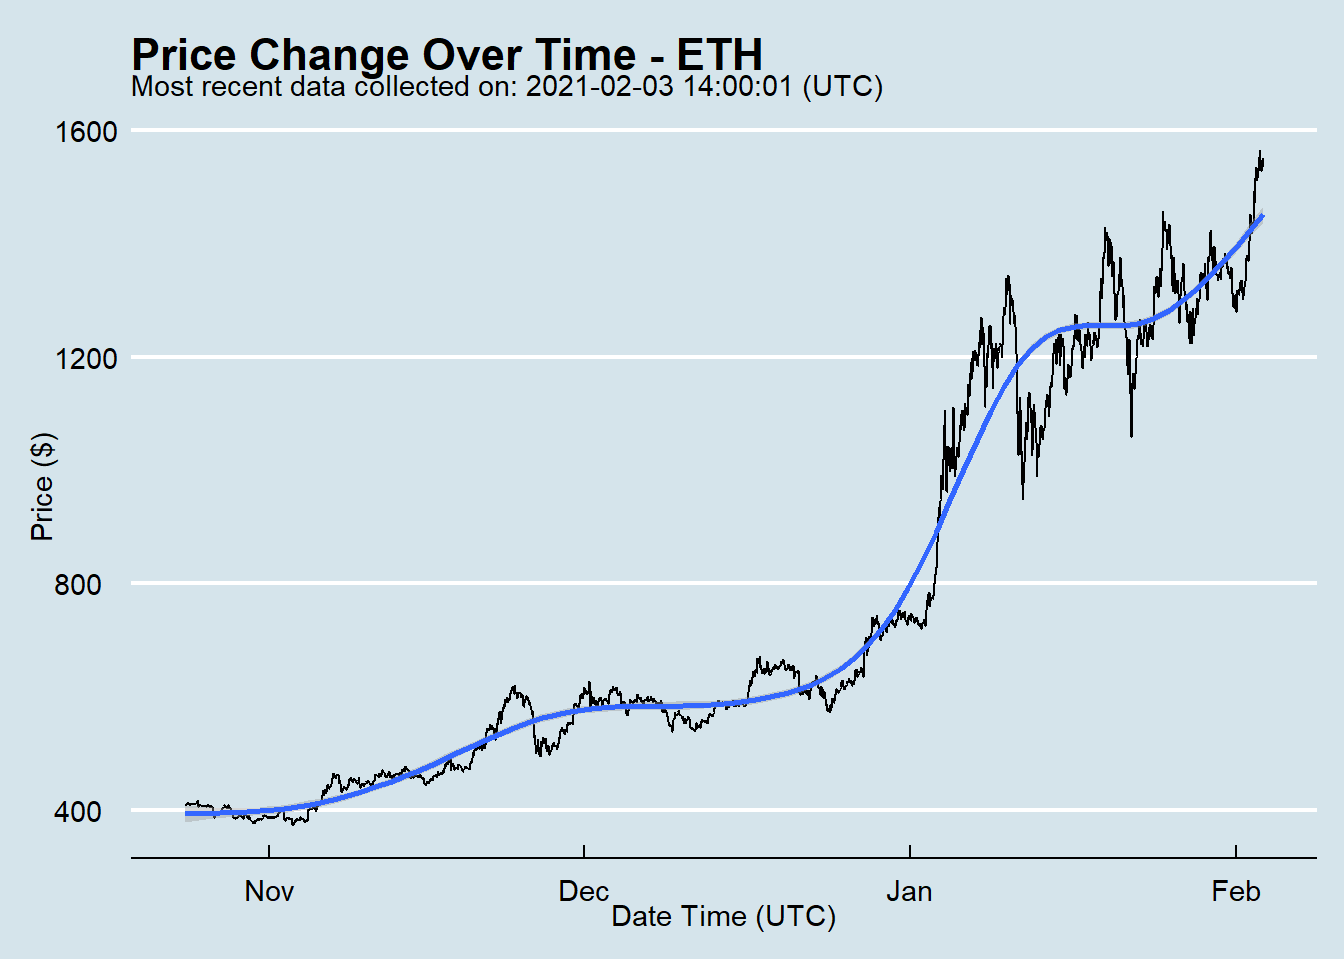 Price Change Over Time - ETH
Most recent data collected on: 2021-02-03 14:00:01 (UTC)
1600
1200
800
400
Price ($)
Nov Dec Jan Feb
Date Time (UTC)